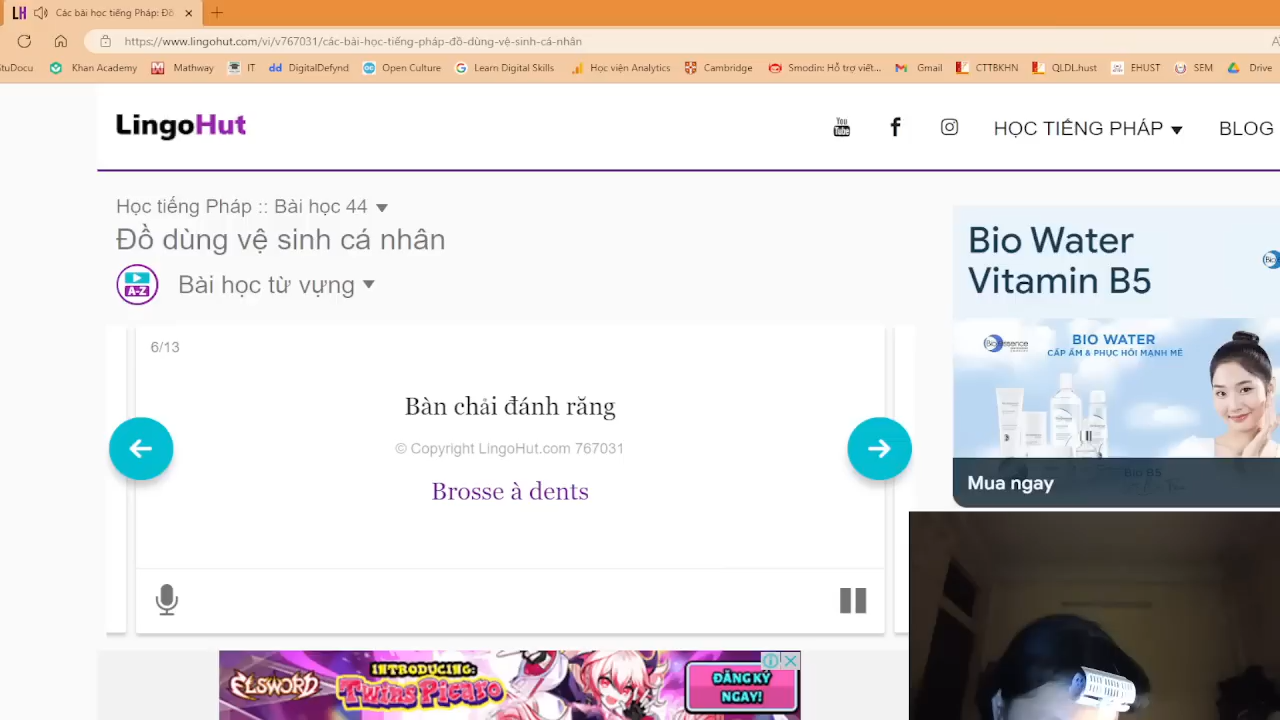 LH Các bài học tiếng Pháp: Đồ
https://www.lingohut.com/vi/v767031/các-bài-học-tiếng-pháp-đồ-dùng-vệ-sinh-cá-nhân
StuDocu Khan Academy Mathway IT DigitalDefynd Open Culture Learn Digital Skills Học viện Analytics Cambridge Smodin: Hỗ trợ viết... Gmail CTTBKHN QLDLhust EHUST SEM Drive
LingoHut
You Tube
HỌC TIẾNG PHÁP
BLOG
Học tiếng Pháp :: Bài học 44
Đồ dùng vệ sinh cá nhân
A-Z
Bài học từ vựng
6/13
Bàn chải đánh răng
© Copyright LingoHut.com 767031
Brosse à dents
Bio Water
Vitamin B5
BIO WATER
CẤP ẨM & PHỤC HỒI MẠNH MẼ
Mua ngay
ELSWORD
INTRODUCING:
Twins Picaro
ĐĂNG KÝ
NGAY!